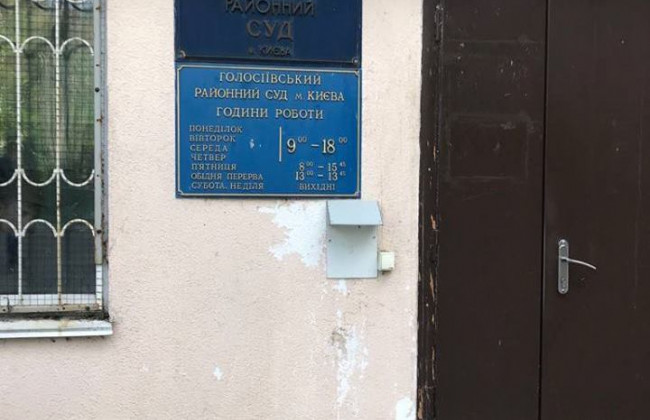 РАЙОННИЙ
СУД
м. КИЄВА
ГОЛОСІЇВСЬКИЙ
РАЙОННИЙ СУД м. КИЄВА
ГОДИНИ РОБОТИ
ПОНЕДІЛОК
ВІВТОРОК
СЕРЕДА
ЧЕТВЕР
9⁰⁰ – 18⁰⁰
П'ЯТНИЦЯ 8⁰⁰ – 15⁴⁵
ОБІДНЯ ПЕРЕРВА 13⁰⁰ – 13⁴⁵
СУБОТА, НЕДІЛЯ ВИХІДНІ